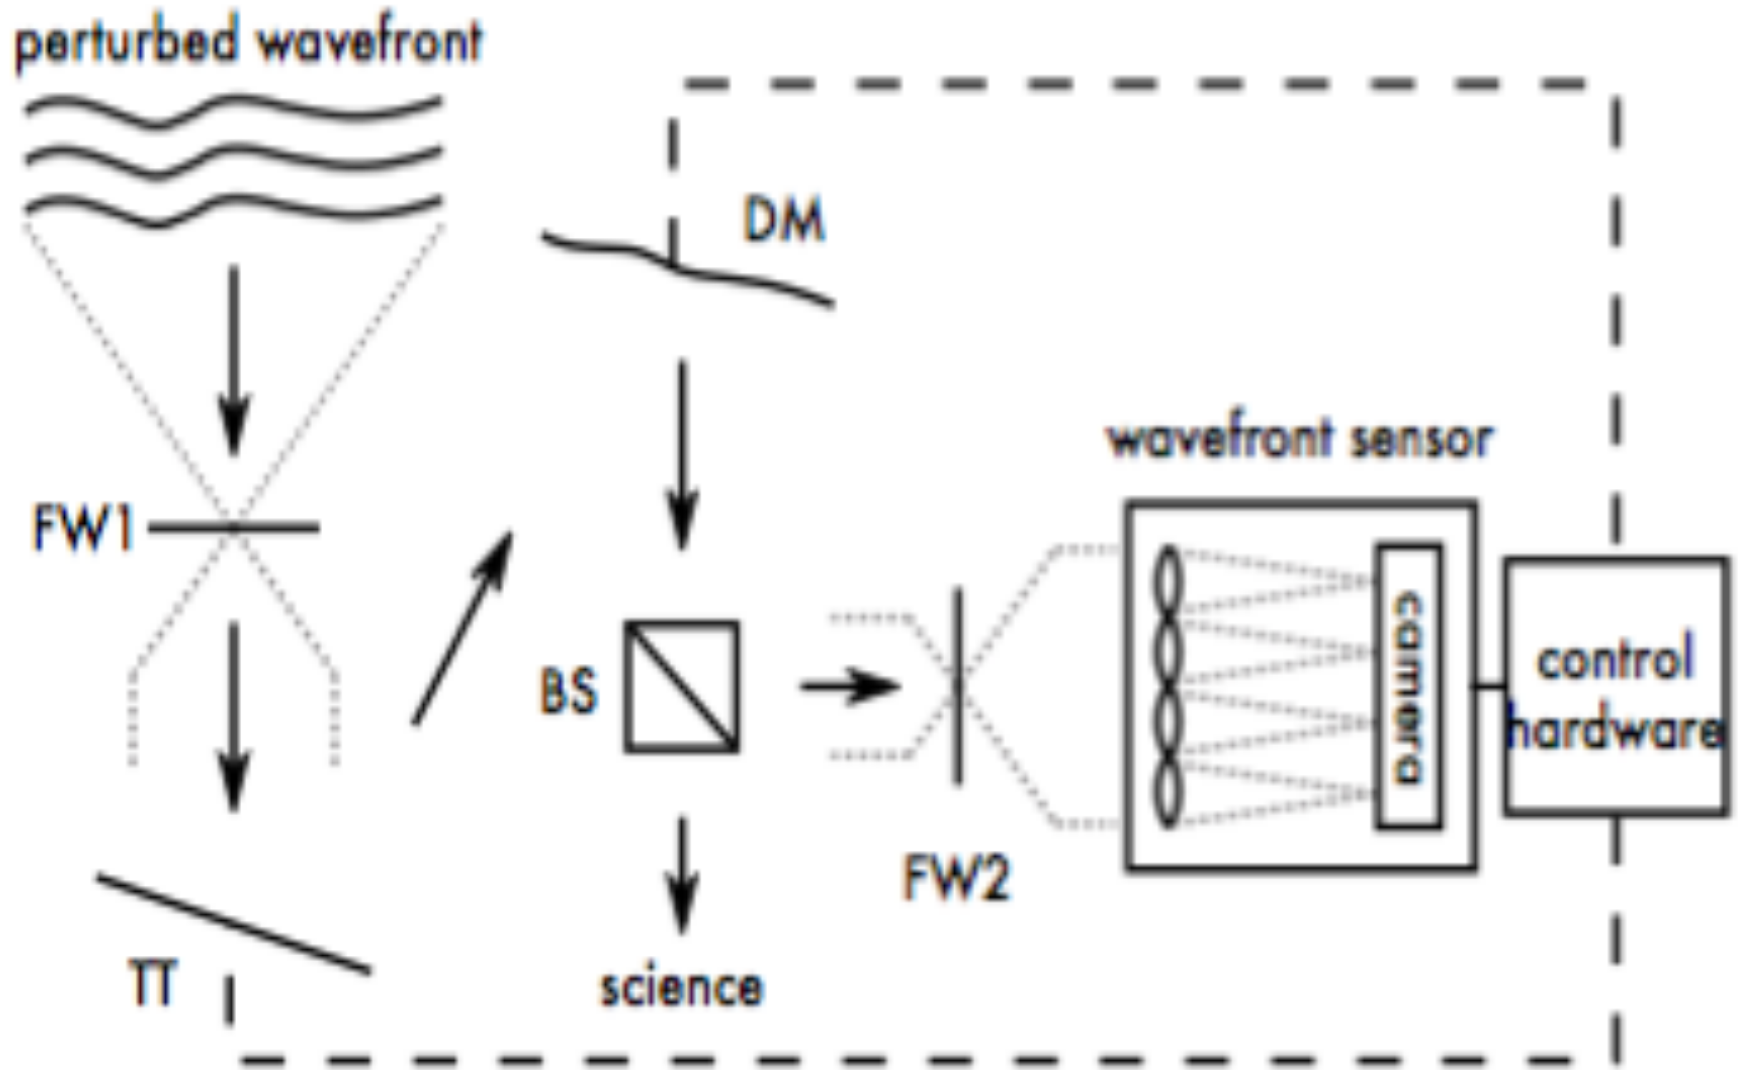 perturbed wavefront
DM
wavefront sensor
FW1
camera
control
hardware
BS
FW2
TT
science